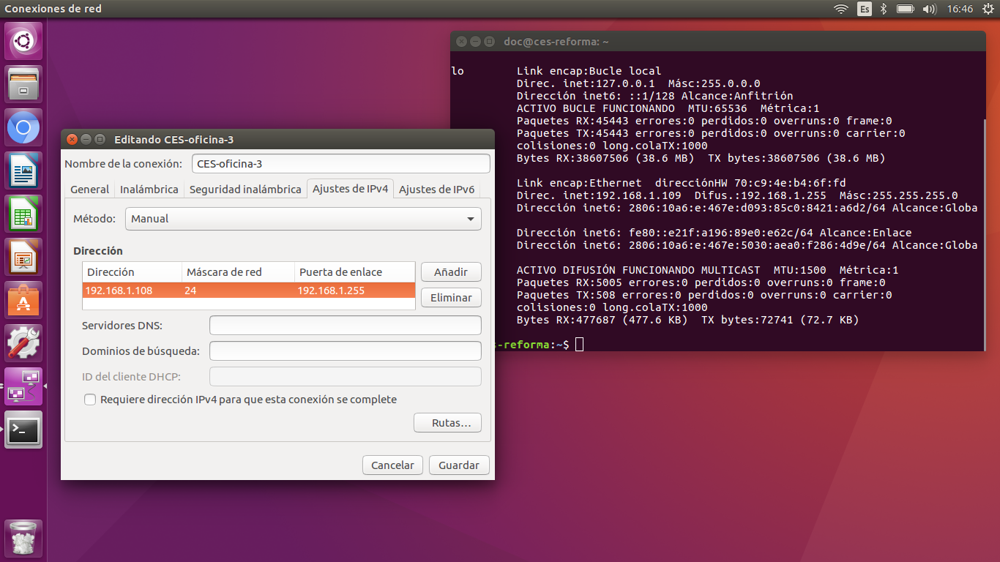 Conexiones de red
Es
16:46
doc@ces-reforma: ~
lo Link encap:Bucle local
Direc. inet:127.0.0.1 Másc:255.0.0.0
Dirección inet6: ::1/128 Alcance:Anfitrión
ACTIVO BUCLE FUNCIONANDO MTU:65536 Métrica:1
Paquetes RX:45443 errores:0 perdidos:0 overruns:0 frame:0
Paquetes TX:45443 errores:0 perdidos:0 overruns:0 carrier:0
colisiones:0 long.colaTX:1000
Bytes RX:38607506 (38.6 MB) TX bytes:38607506 (38.6 MB)
Link encap:Ethernet direcciónHW 70:c9:4e:b4:6f:fd
Direc. inet:192.168.1.109 Difus.:192.168.1.255 Másc:255.255.255.0
Dirección inet6: 2806:10a6:e:467e:d093:85c0:8421:a6d2/64 Alcance:Globa
Dirección inet6: fe80::e21f:a196:89e0:e62c/64 Alcance:Enlace
Dirección inet6: 2806:10a6:e:467e:5030:aea0:f286:4d9e/64 Alcance:Globa
ACTIVO DIFUSIÓN FUNCIONANDO MULTICAST MTU:1500 Métrica:1
Paquetes RX:5005 errores:0 perdidos:0 overruns:0 frame:0
Paquetes TX:508 errores:0 perdidos:0 overruns:0 carrier:0
colisiones:0 long.colaTX:1000
Bytes RX:477687 (477.6 KB) TX bytes:72741 (72.7 KB)
s-reforma:~$
Editando CES-oficina-3
Nombre de la conexión: CES-oficina-3
General Inalámbrica Seguridad inalámbrica Ajustes de IPv4 Ajustes de IPv6
Método: Manual
Dirección
Dirección Máscara de red Puerta de enlace
192.168.1.108 24 192.168.1.255
Añadir
Eliminar
Servidores DNS:
Dominios de búsqueda:
ID del cliente DHCP:
Requiere dirección IPv4 para que esta conexión se complete
Rutas…
Cancelar Guardar